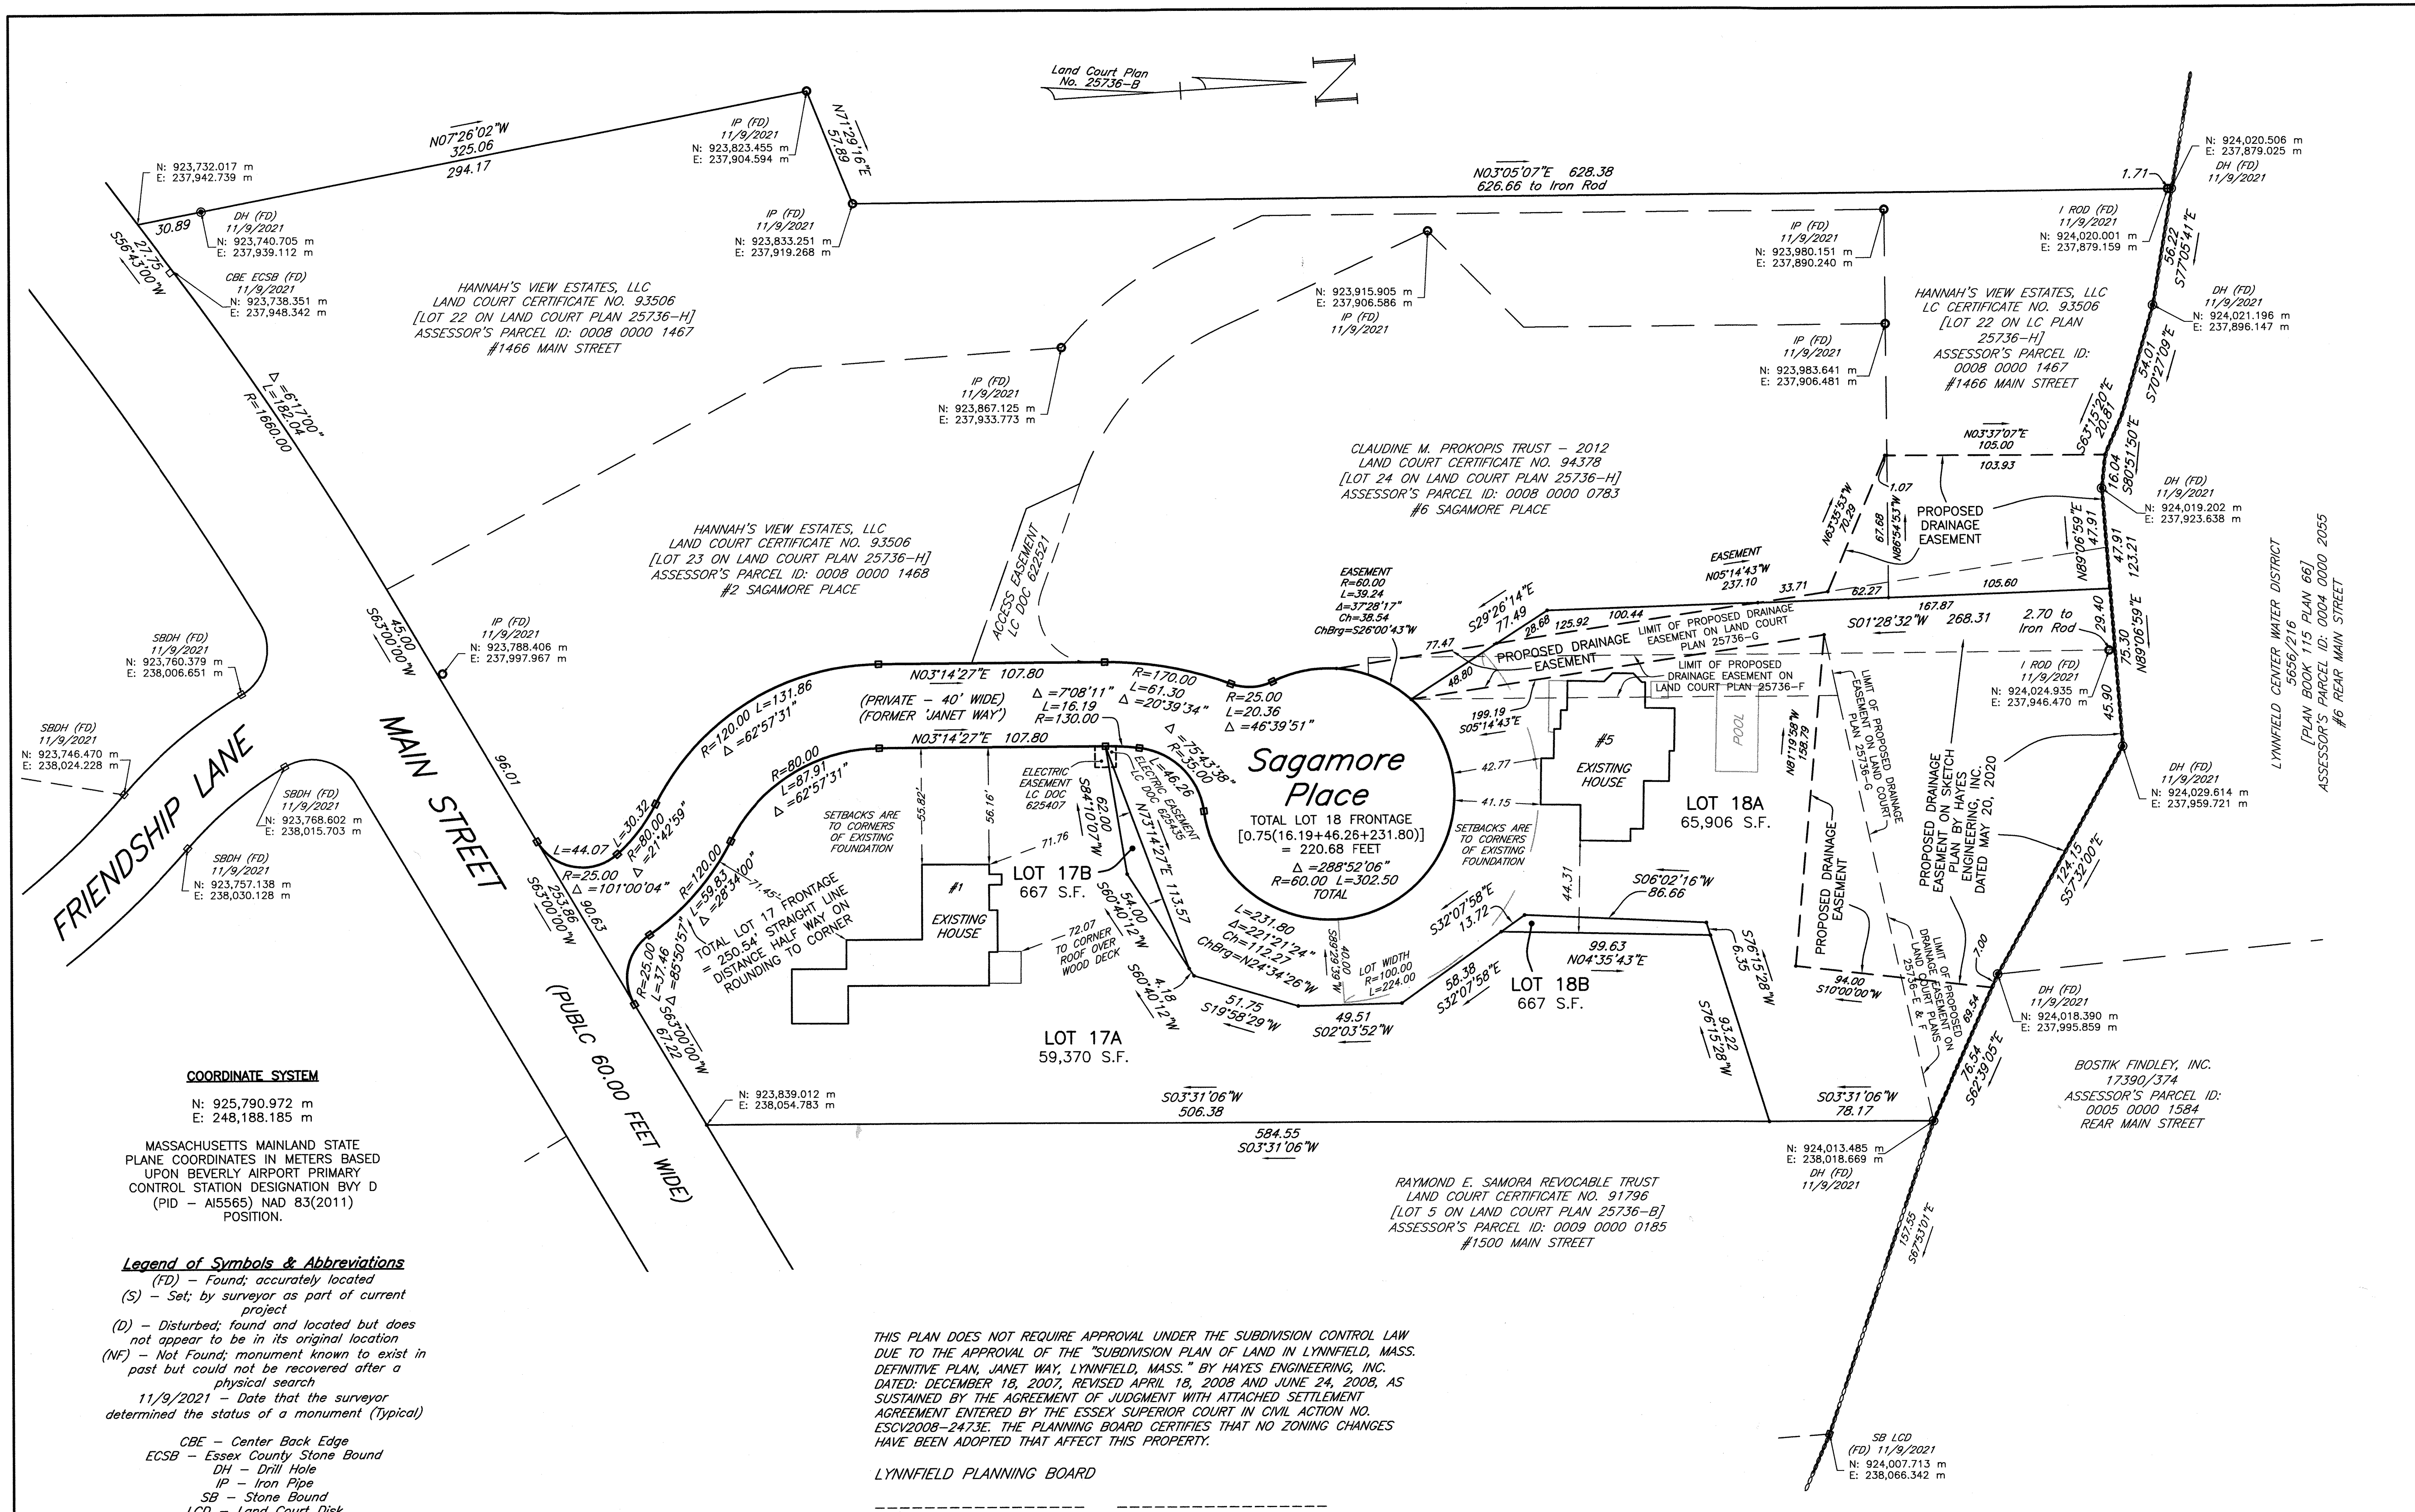 Land Court Plan
No. 25736-B
N
N07°26'02"W
325.06
294.17
30.89
N: 923,732.017 m
E: 237,942.739 m
DH (FD)
11/9/2021
N: 923,740.705 m
E: 237,939.112 m
27.75
S56°43'00"W
CBE ECSB (FD)
11/9/2021
N: 923,738.351 m
E: 237,948.342 m
IP (FD)
11/9/2021
N: 923,823.455 m
E: 237,904.594 m
N71°29'16"E
57.89
IP (FD)
11/9/2021
N: 923,833.251 m
E: 237,919.268 m
N03°05'07"E 628.38
626.66 to Iron Rod
1.71
N: 924,020.506 m
E: 237,879.025 m
DH (FD)
11/9/2021
I ROD (FD)
11/9/2021
N: 924,020.001 m
E: 237,879.159 m
56.22
S77°05'41"E
IP (FD)
11/9/2021
N: 923,980.151 m
E: 237,890.240 m
N: 923,915.905 m
E: 237,906.586 m
IP (FD)
11/9/2021
IP (FD)
11/9/2021
N: 923,983.641 m
E: 237,906.481 m
IP (FD)
11/9/2021
N: 923,867.125 m
E: 237,933.773 m
DH (FD)
11/9/2021
N: 924,021.196 m
E: 237,896.147 m
54.01
S70°27'09"E
HANNAH'S VIEW ESTATES, LLC
LAND COURT CERTIFICATE NO. 93506
[LOT 22 ON LAND COURT PLAN 25736-H]
ASSESSOR'S PARCEL ID: 0008 0000 1467
#1466 MAIN STREET
HANNAH'S VIEW ESTATES, LLC
LC CERTIFICATE NO. 93506
[LOT 22 ON LC PLAN
25736-H]
ASSESSOR'S PARCEL ID:
0008 0000 1467
#1466 MAIN STREET
S63°15'20"E
20.81
N03°37'07"E
105.00
103.93
1.07
16.04
S80°51'50"E
DH (FD)
11/9/2021
N: 924,019.202 m
E: 237,923.638 m
Δ =6°17'00"
L=182.04
R=1660.00
CLAUDINE M. PROKOPIS TRUST - 2012
LAND COURT CERTIFICATE NO. 94378
[LOT 24 ON LAND COURT PLAN 25736-H]
ASSESSOR'S PARCEL ID: 0008 0000 0783
#6 SAGAMORE PLACE
N63°35'53"W
70.29
67.68
N86°54'53"W
PROPOSED
DRAINAGE
EASEMENT
N89°06'59"E
47.91
47.91
123.21
HANNAH'S VIEW ESTATES, LLC
LAND COURT CERTIFICATE NO. 93506
[LOT 23 ON LAND COURT PLAN 25736-H]
ASSESSOR'S PARCEL ID: 0008 0000 1468
#2 SAGAMORE PLACE
ACCESS EASEMENT
LC DOC 622521
EASEMENT
R=60.00
L=39.24
Δ=37°28'17"
Ch=38.54
ChBrg=S26°00'43"W
EASEMENT
N05°14'43"W
237.10
33.71
62.27
105.60
S29°26'14"E
77.49
28.68
100.44
125.92
167.87
S01°28'32"W 268.31
77.47
48.80
PROPOSED DRAINAGE
EASEMENT
LIMIT OF PROPOSED DRAINAGE
EASEMENT ON LAND COURT
PLAN 25736-G
LIMIT OF PROPOSED
DRAINAGE EASEMENT ON
LAND COURT PLAN 25736-F
2.70 to
Iron Rod
29.40
75.30
N89°06'59"E
45.90
I ROD (FD)
11/9/2021
N: 924,024.935 m
E: 237,946.470 m
LYNNFIELD CENTER WATER DISTRICT
5656/216
[PLAN BOOK 115 PLAN 66]
ASSESSOR'S PARCEL ID: 0004 0000 2055
#6 REAR MAIN STREET
DH (FD)
11/9/2021
N: 924,029.614 m
E: 237,959.721 m
45.00
S63°00'00"W
IP (FD)
11/9/2021
N: 923,788.406 m
E: 237,997.967 m
SBDH (FD)
11/9/2021
N: 923,760.379 m
E: 238,006.651 m
SBDH (FD)
11/9/2021
N: 923,746.470 m
E: 238,024.228 m
SBDH (FD)
11/9/2021
N: 923,768.602 m
E: 238,015.703 m
SBDH (FD)
11/9/2021
N: 923,757.138 m
E: 238,030.128 m
FRIENDSHIP LANE
MAIN STREET
(PUBLC 60.00 FEET WIDE)
96.01
L=44.07
R=25.00
Δ =101°00'04"
L=30.32
R=80.00
Δ =21°42'59"
R=120.00 L=131.86
Δ =62°57'31"
N03°14'27"E 107.80
(PRIVATE - 40' WIDE)
(FORMER 'JANET WAY')
N03°14'27"E 107.80
R=80.00
L=87.91
Δ =62°57'31"
R=120.00
L=59.83
Δ =28°34'00"
R=25.00
L=37.46
Δ =85°50'57"
253.86
S63°00'00"W
90.63
S63°00'00"W
67.22
71.45'
TOTAL LOT 17 FRONTAGE
= 250.54' STRAIGHT LINE
DISTANCE HALF WAY ON
ROUNDING TO CORNER
Δ =7°08'11"
L=16.19
R=130.00
R=170.00
L=61.30
Δ =20°39'34"
R=25.00
L=20.36
Δ =46°39'51"
Δ =75°43'38"
R=35.00
L=46.26
ELECTRIC
EASEMENT
LC DOC
625407
ELECTRIC EASEMENT
LC DOC 625435
SETBACKS ARE
TO CORNERS
OF EXISTING
FOUNDATION
55.82'
56.16'
71.76
#1
EXISTING
HOUSE
72.07
TO CORNER
ROOF OVER
WOOD DECK
62.00
S84°10'07"W
N73°14'27"E 113.57
LOT 17B
667 S.F.
54.00
S60°40'12"W
4.18
S60°40'12"W
Sagamore
Place
TOTAL LOT 18 FRONTAGE
[0.75(16.19+46.26+231.80)]
= 220.68 FEET
Δ =288°52'06"
R=60.00 L=302.50
TOTAL
L=231.80
Δ=221°21'24"
Ch=112.27
ChBrg=N24°34'26"W
199.19
S05°14'43"E
42.77
41.15
SETBACKS ARE
TO CORNERS
OF EXISTING
FOUNDATION
#5
EXISTING
HOUSE
POOL
44.31
LOT 18A
65,906 S.F.
N81°19'58"W
158.79
PROPOSED DRAINAGE
EASEMENT
LIMIT OF PROPOSED DRAINAGE
EASEMENT ON LAND COURT
PLAN 25736-G
PROPOSED DRAINAGE
EASEMENT ON SKETCH
PLAN BY HAYES
ENGINEERING, INC.
DATED MAY 20, 2020
124.15
S57°32'00"E
S32°07'58"E
13.72
S06°02'16"W
86.66
99.63
N04°35'43"E
S76°15'28"W
6.35
LOT 18B
667 S.F.
40.00
S89°29'39"W
LOT WIDTH
R=100.00
L=224.00
58.38
S32°07'58"E
51.75
S19°58'29"W
49.51
S02°03'52"W
93.22
S76°15'28"W
94.00
S10°00'00"W
7.00
LIMIT OF PROPOSED
DRAINAGE EASEMENT ON
LAND COURT PLANS
25736-E & F
69.54
76.54
S62°39'05"E
DH (FD)
11/9/2021
N: 924,018.390 m
E: 237,995.859 m
LOT 17A
59,370 S.F.
N: 923,839.012 m
E: 238,054.783 m
S03°31'06"W
506.38
S03°31'06"W
78.17
584.55
S03°31'06"W
N: 924,013.485 m
E: 238,018.669 m
DH (FD)
11/9/2021
BOSTIK FINDLEY, INC.
17390/374
ASSESSOR'S PARCEL ID:
0005 0000 1584
REAR MAIN STREET
RAYMOND E. SAMORA REVOCABLE TRUST
LAND COURT CERTIFICATE NO. 91796
[LOT 5 ON LAND COURT PLAN 25736-B]
ASSESSOR'S PARCEL ID: 0009 0000 0185
#1500 MAIN STREET
157.55
S67°53'01"E
SB LCD
(FD) 11/9/2021
N: 924,007.713 m
E: 238,066.342 m
COORDINATE SYSTEM
N: 925,790.972 m
E: 248,188.185 m
MASSACHUSETTS MAINLAND STATE
PLANE COORDINATES IN METERS BASED
UPON BEVERLY AIRPORT PRIMARY
CONTROL STATION DESIGNATION BVY D
(PID - AI5565) NAD 83(2011)
POSITION.
Legend of Symbols & Abbreviations
(FD) - Found; accurately located
(S) - Set; by surveyor as part of current
project
(D) - Disturbed; found and located but does
not appear to be in its original location
(NF) - Not Found; monument known to exist in
past but could not be recovered after a
physical search
11/9/2021 - Date that the surveyor
determined the status of a monument (Typical)
CBE - Center Back Edge
ECSB - Essex County Stone Bound
DH - Drill Hole
IP - Iron Pipe
SB - Stone Bound
LCD - Land Court Disk
THIS PLAN DOES NOT REQUIRE APPROVAL UNDER THE SUBDIVISION CONTROL LAW
DUE TO THE APPROVAL OF THE "SUBDIVISION PLAN OF LAND IN LYNNFIELD, MASS.
DEFINITIVE PLAN, JANET WAY, LYNNFIELD, MASS." BY HAYES ENGINEERING, INC.
DATED: DECEMBER 18, 2007, REVISED APRIL 18, 2008 AND JUNE 24, 2008, AS
SUSTAINED BY THE AGREEMENT OF JUDGMENT WITH ATTACHED SETTLEMENT
AGREEMENT ENTERED BY THE ESSEX SUPERIOR COURT IN CIVIL ACTION NO.
ESCV2008-2473E. THE PLANNING BOARD CERTIFIES THAT NO ZONING CHANGES
HAVE BEEN ADOPTED THAT AFFECT THIS PROPERTY.
LYNNFIELD PLANNING BOARD